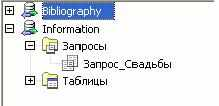 Bibliography
Information
Запросы
Запрос_Свадьбы
Таблицы